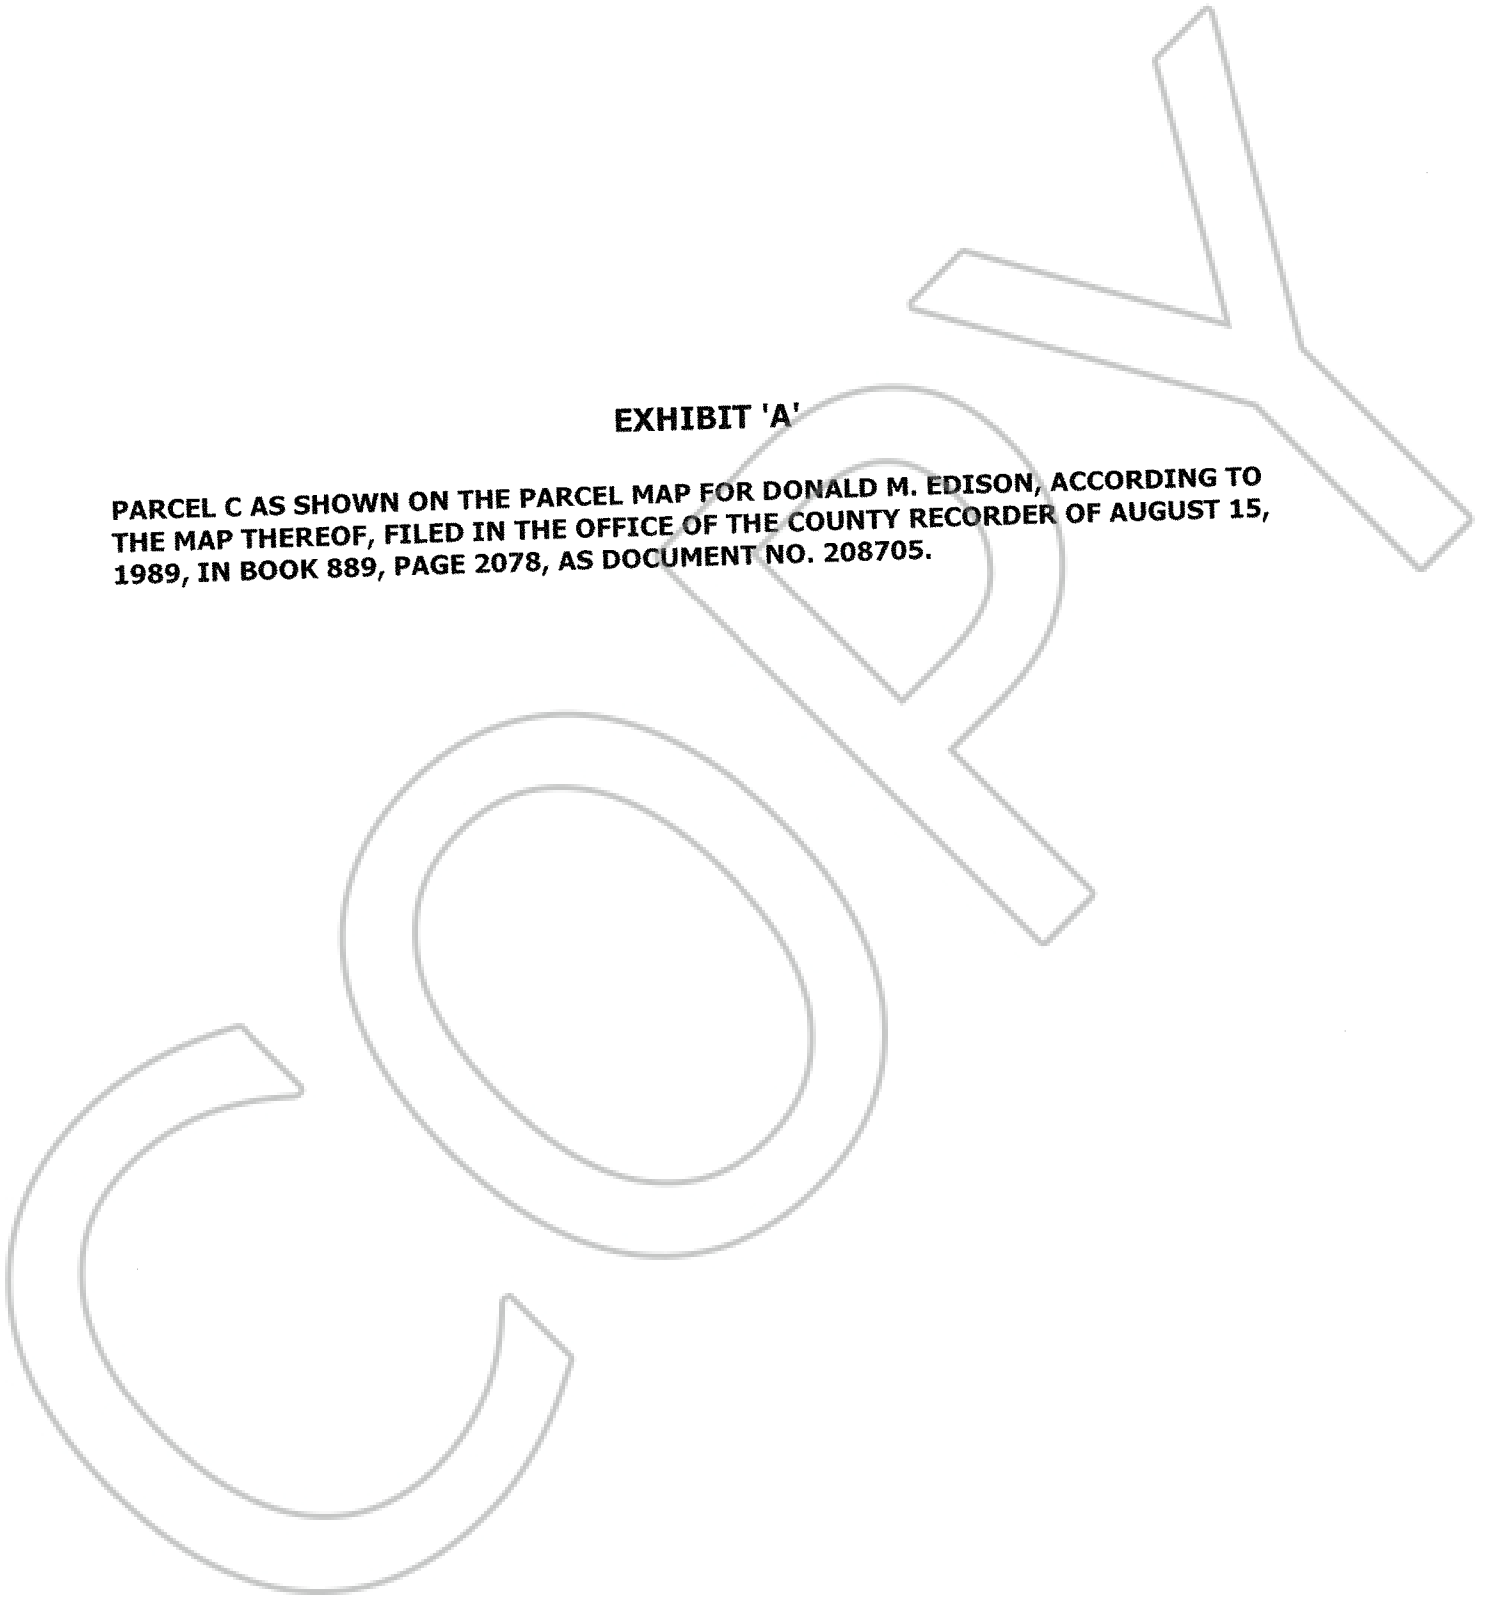 EXHIBIT 'A'
PARCEL C AS SHOWN ON THE PARCEL MAP FOR DONALD M. EDISON, ACCORDING TO
THE MAP THEREOF, FILED IN THE OFFICE OF THE COUNTY RECORDER OF AUGUST 15,
1989, IN BOOK 889, PAGE 2078, AS DOCUMENT NO. 208705.
COPY